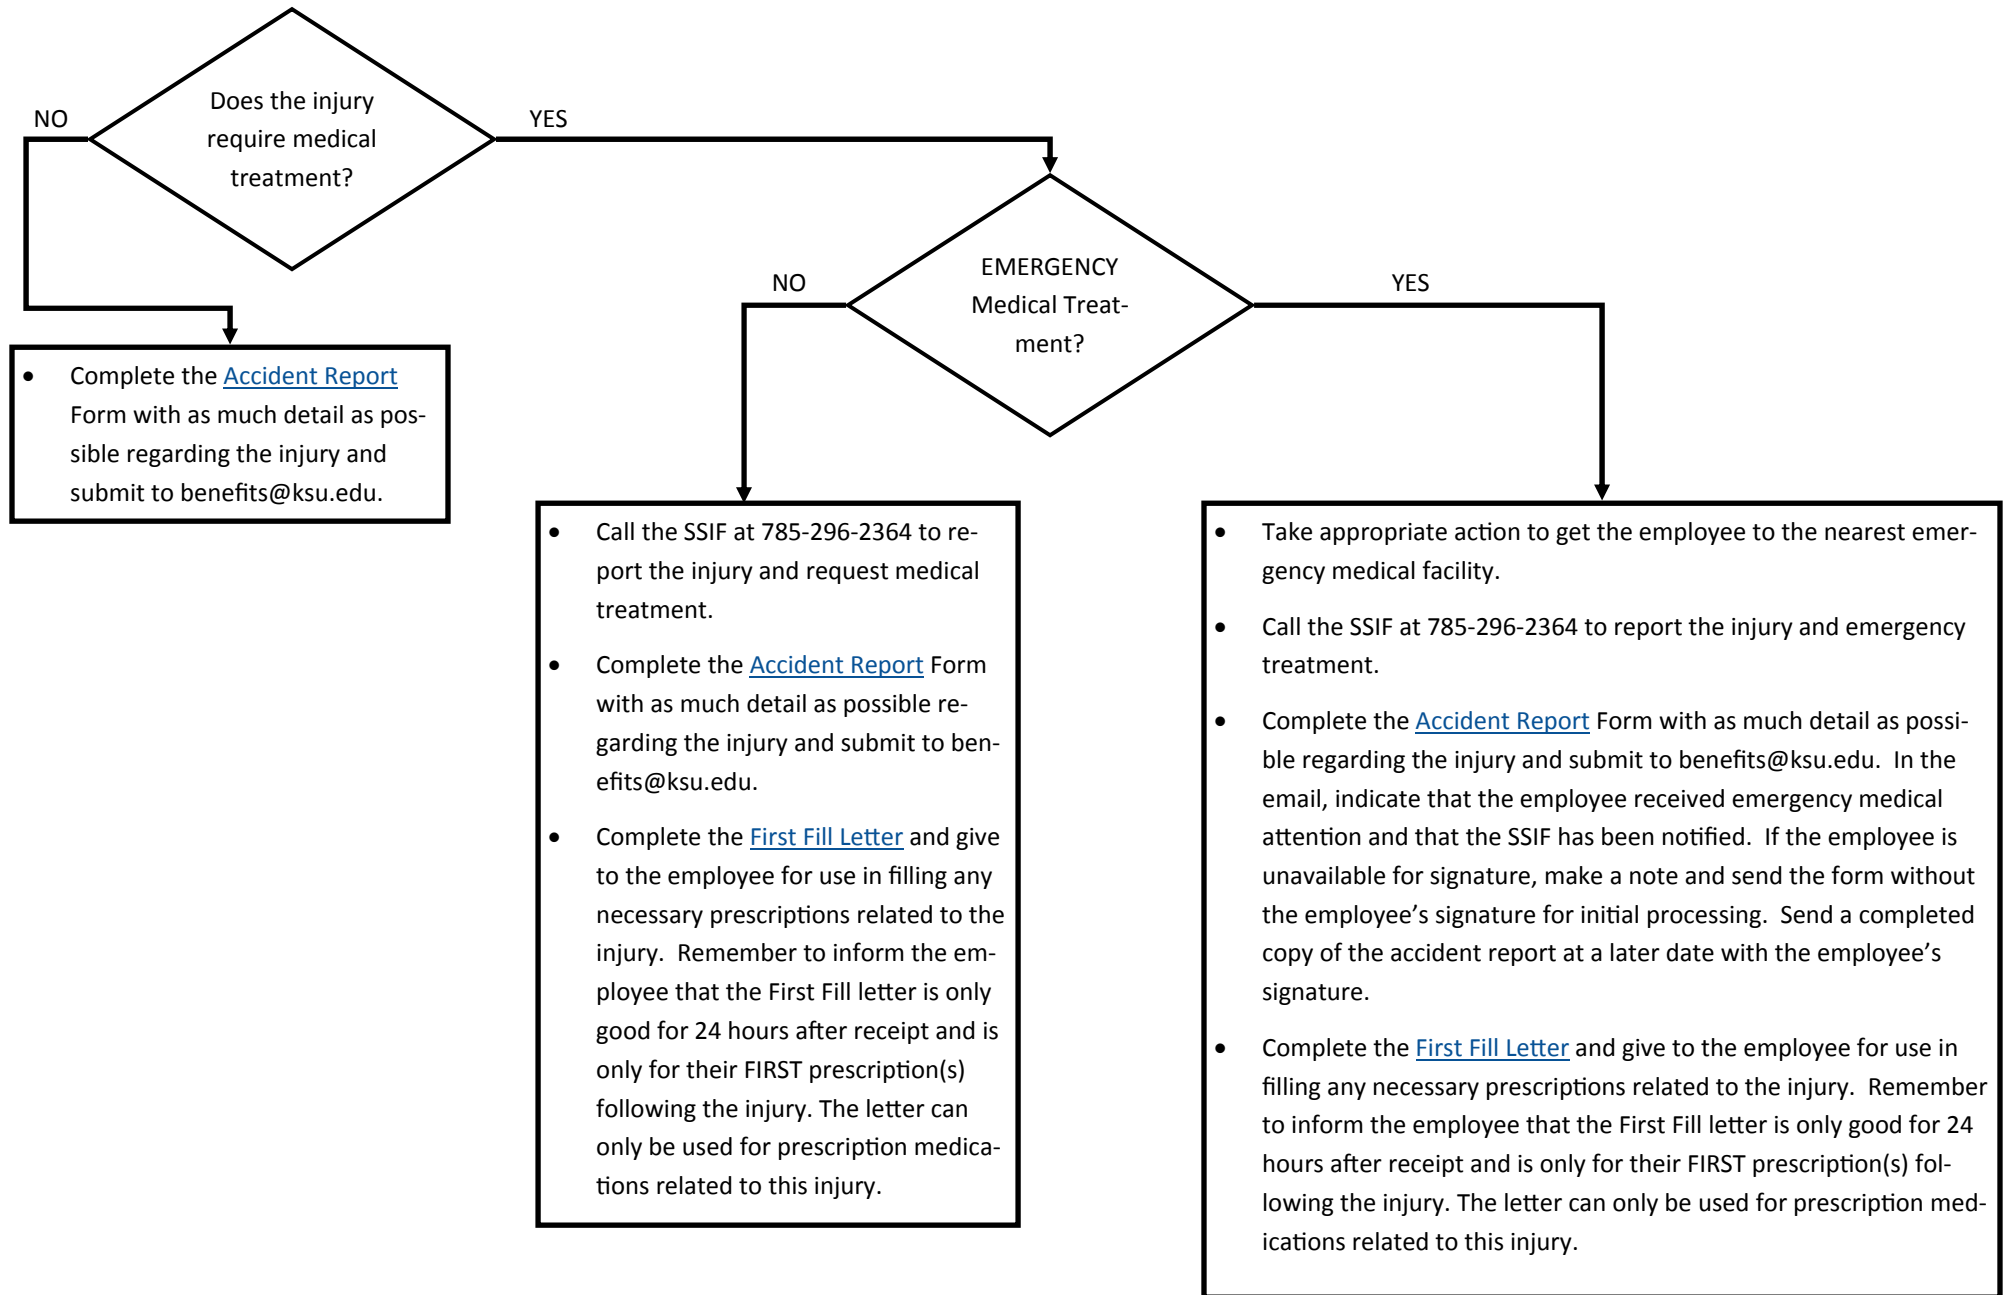 NO
Does the injury
require medical
treatment?
YES
NO
EMERGENCY
Medical Treat-
ment?
YES
• Complete the Accident Report
Form with as much detail as pos-
sible regarding the injury and
submit to benefits@ksu.edu.
• Call the SSIF at 785-296-2364 to re-
port the injury and request medical
treatment.
• Complete the Accident Report Form
with as much detail as possible re-
garding the injury and submit to ben-
efits@ksu.edu.
• Complete the First Fill Letter and give
to the employee for use in filling any
necessary prescriptions related to the
injury.  Remember to inform the em-
ployee that the First Fill letter is only
good for 24 hours after receipt and is
only for their FIRST prescription(s)
following the injury. The letter can
only be used for prescription medica-
tions related to this injury.
• Take appropriate action to get the employee to the nearest emer-
gency medical facility.
• Call the SSIF at 785-296-2364 to report the injury and emergency
treatment.
• Complete the Accident Report Form with as much detail as possi-
ble regarding the injury and submit to benefits@ksu.edu.  In the
email, indicate that the employee received emergency medical
attention and that the SSIF has been notified.  If the employee is
unavailable for signature, make a note and send the form without
the employee’s signature for initial processing.  Send a completed
copy of the accident report at a later date with the employee’s
signature.
• Complete the First Fill Letter and give to the employee for use in
filling any necessary prescriptions related to the injury.  Remember
to inform the employee that the First Fill letter is only good for 24
hours after receipt and is only for their FIRST prescription(s) fol-
lowing the injury. The letter can only be used for prescription med-
ications related to this injury.